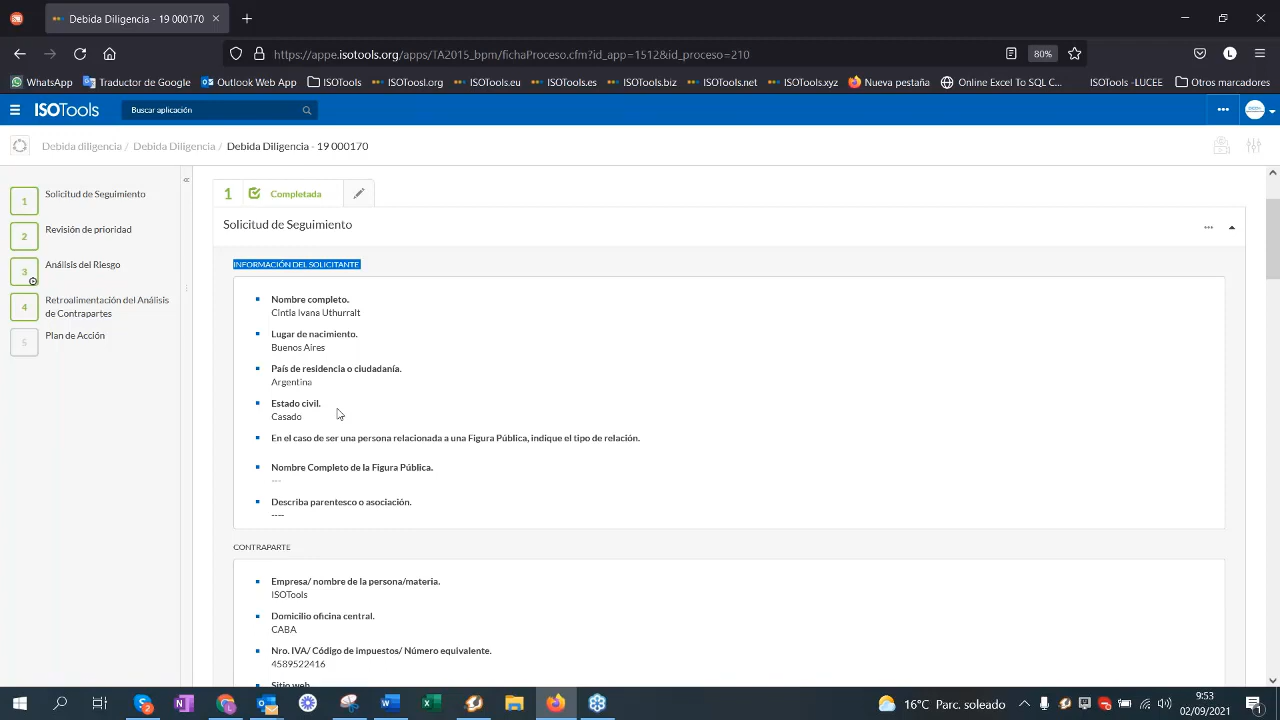 Debida Diligencia - 19 000170
https://appe.isotools.org/apps/TA2015_bpm/fichaProceso.cfm?id_app=1512&id_proceso=210
80%
L
WhatsApp Traductor de Google Outlook Web App ISOTools ISOTools.org ISOTools.eu ISOTools.es ISOTools.biz ISOTools.net ISOTools.xyz Nueva pestaña Online Excel To SQL C... ISOTools -LUCEE Otros marcadores
ISOTools
Buscar aplicación
Debida diligencia / Debida Diligencia / Debida Diligencia - 19 000170
1 Solicitud de Seguimiento
2 Revisión de prioridad
3 Análisis del Riesgo
4 Retroalimentación del Análisis
de Contrapartes
5 Plan de Acción
1 Completada
Solicitud de Seguimiento
INFORMACIÓN DEL SOLICITANTE
Nombre completo.
Cintia Ivana Uthurralt
Lugar de nacimiento.
Buenos Aires
País de residencia o ciudadanía.
Argentina
Estado civil.
Casado
En el caso de ser una persona relacionada a una Figura Pública, indique el tipo de relación.
Nombre Completo de la Figura Pública.
---
Describa parentesco o asociación.
----
CONTRAPARTE
Empresa/ nombre de la persona/materia.
ISOTools
Domicilio oficina central.
CABA
Nro. IVA/ Código de impuestos/ Número equivalente.
4589522416
Sitio web
16°C Parc. soleado
9:53
02/09/2021